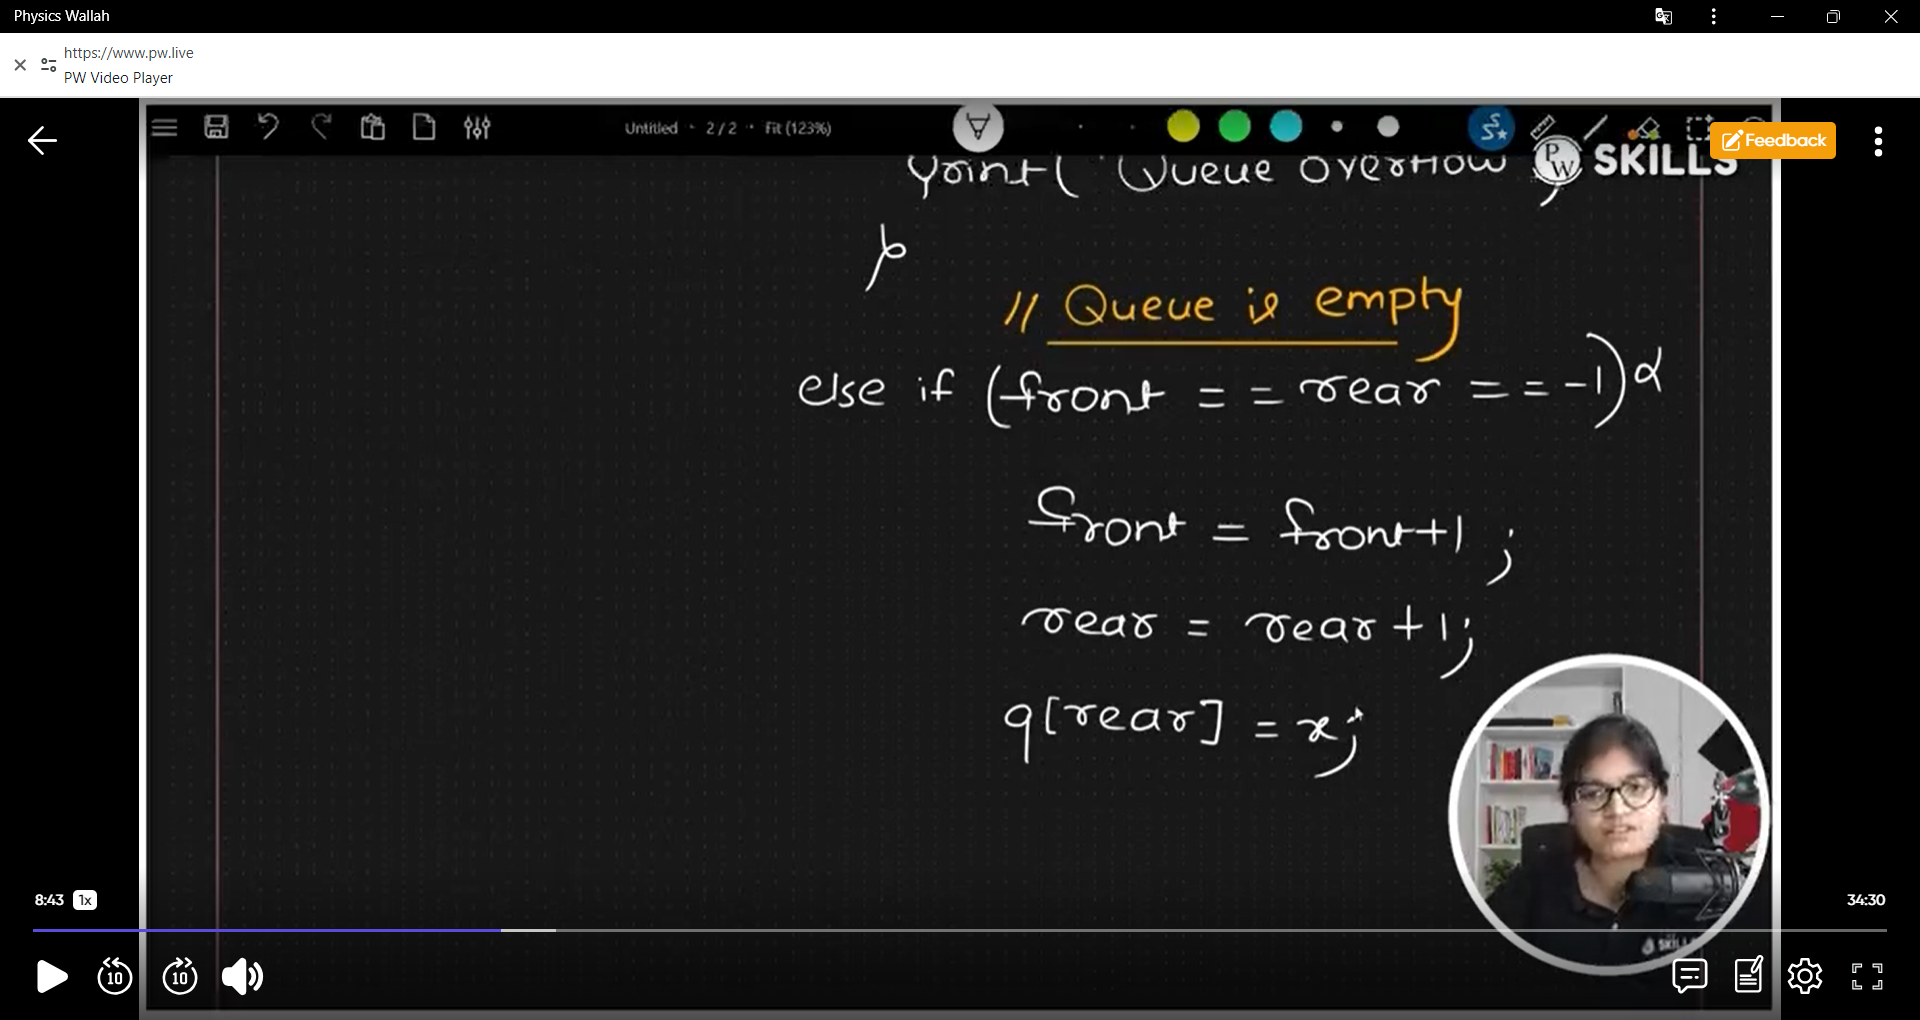 Physics Wallah
https://www.pw.live
PW Video Player
Untitled • 2/2 • Fit (123%)
Feedback
PW SKILLS
print( "Queue overflow
}
// Queue is empty
else if (front == rear == -1){
front = front+1;
rear = rear+1;
q[rear] = x;
8:43 1x
34:30
SKILLS
10 10